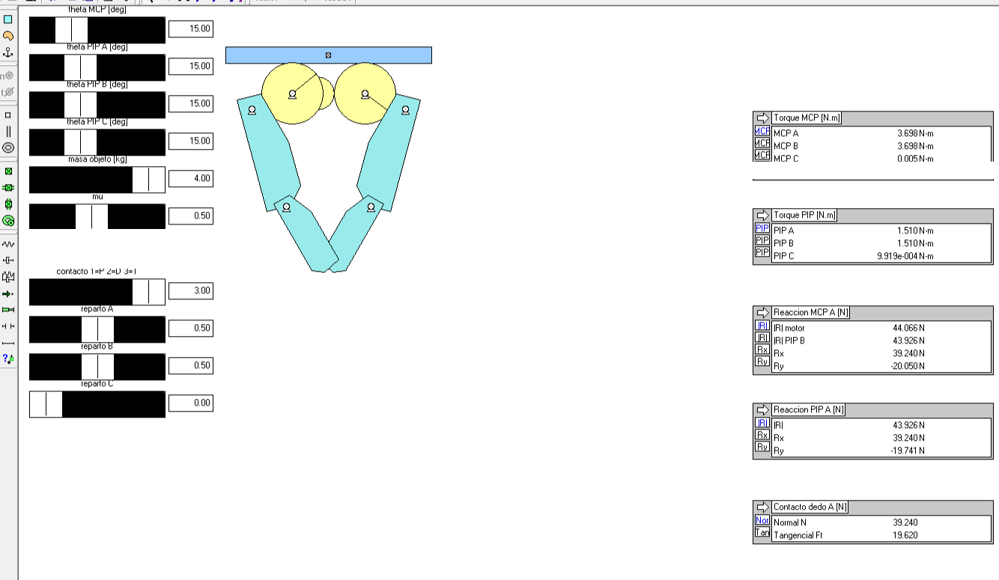 theta MCP [deg]
15.00
theta PIP A [deg]
15.00
theta PIP B [deg]
15.00
theta PIP C [deg]
15.00
masa objeto [kg]
4.00
mu
0.50
contacto 1=P 2=D 3=T
3.00
reparto A
0.50
reparto B
0.50
reparto C
0.00
Torque MCP [N.m]
MCP MCP A 3.698 N-m
MCP MCP B 3.698 N-m
MCP MCP C 0.005 N-m
Torque PIP [N.m]
PIP PIP A 1.510 N-m
PIP PIP B 1.510 N-m
PIP PIP C 9.919e-004 N-m
Reaccion MCP A [N]
|R| |R| motor 44.066 N
|R| |R| PIP B 43.926 N
Rx Rx 39.240 N
Ry Ry -20.050 N
Reaccion PIP A [N]
|R| |R| 43.926 N
Rx Rx 39.240 N
Ry Ry -19.741 N
Contacto dedo A [N]
Nor Normal N 39.240
Tan Tangencial Ft 19.620